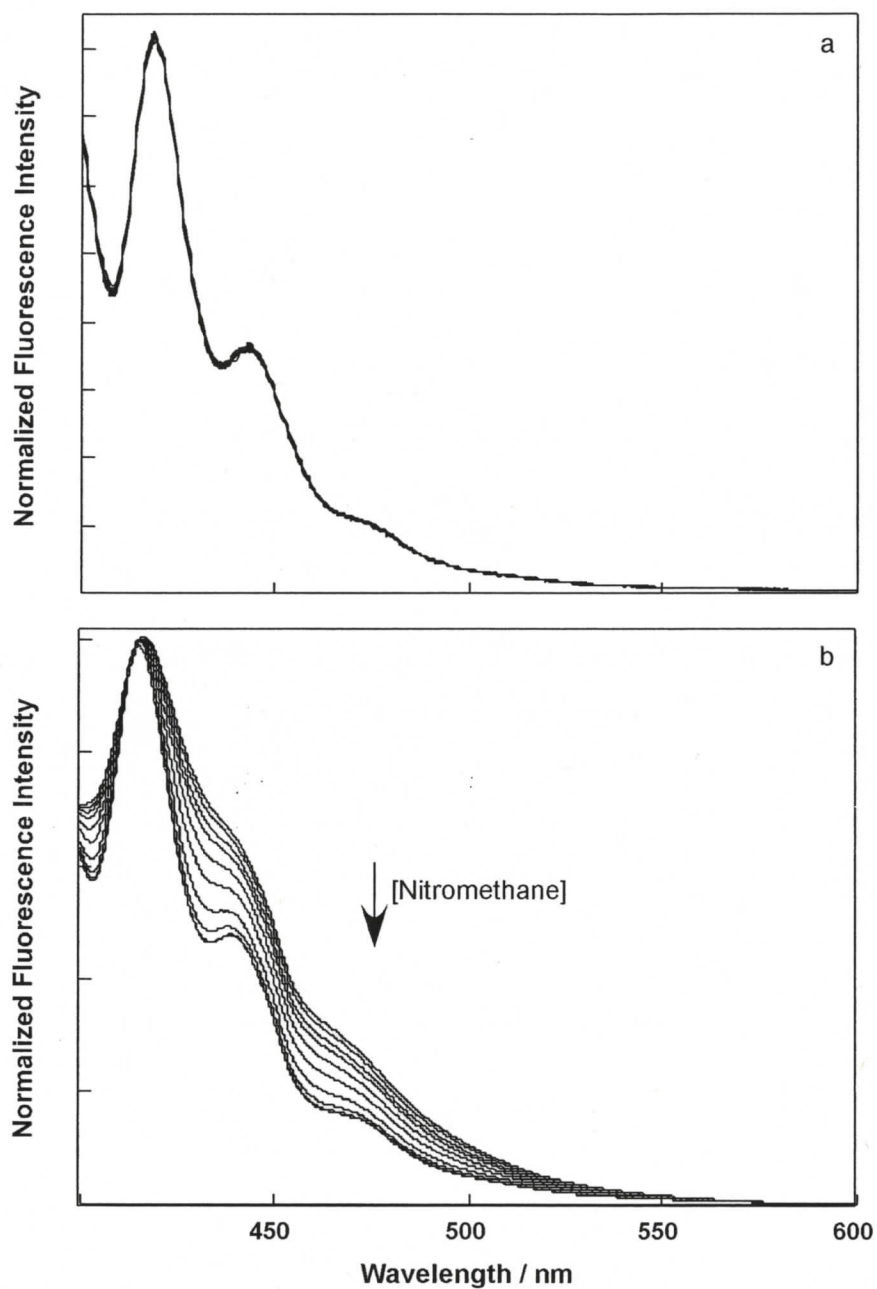 a
Normalized Fluorescence Intensity
b
Normalized Fluorescence Intensity
[Nitromethane]
450 500 550 600
Wavelength / nm